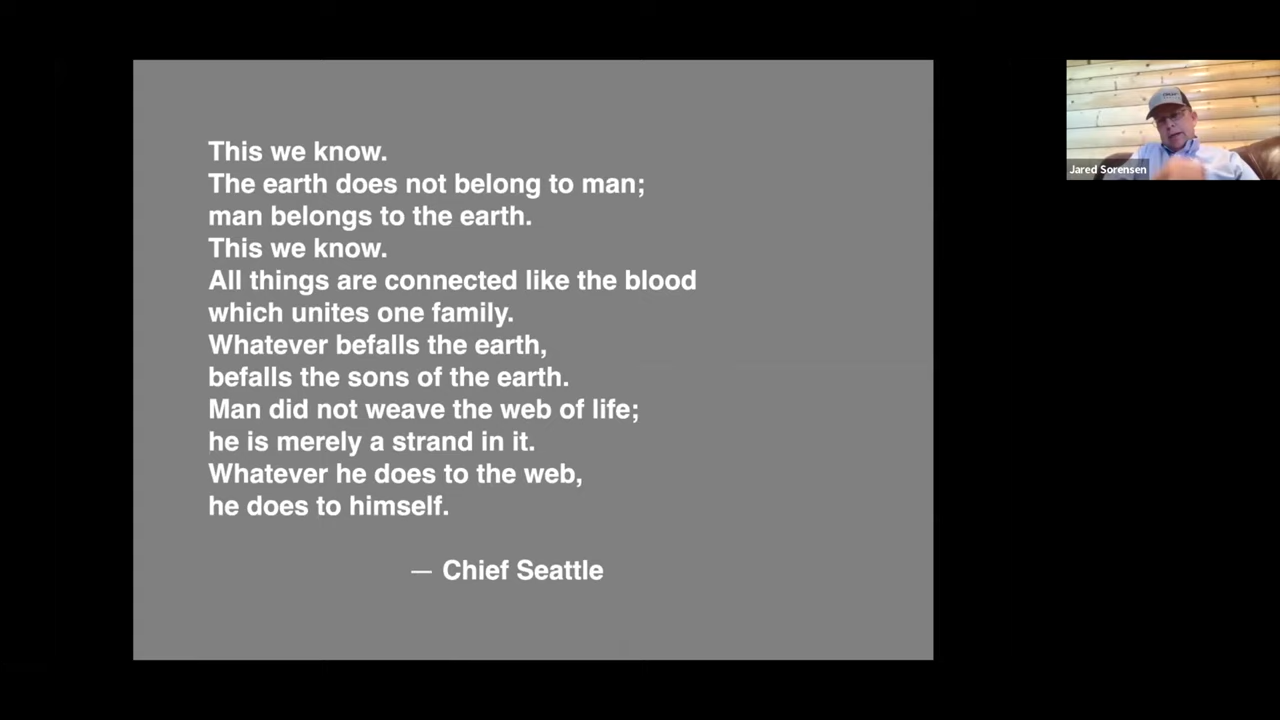 This we know.
The earth does not belong to man;
man belongs to the earth.
This we know.
All things are connected like the blood
which unites one family.
Whatever befalls the earth,
befalls the sons of the earth.
Man did not weave the web of life;
he is merely a strand in it.
Whatever he does to the web,
he does to himself.
— Chief Seattle
Jared Sorensen